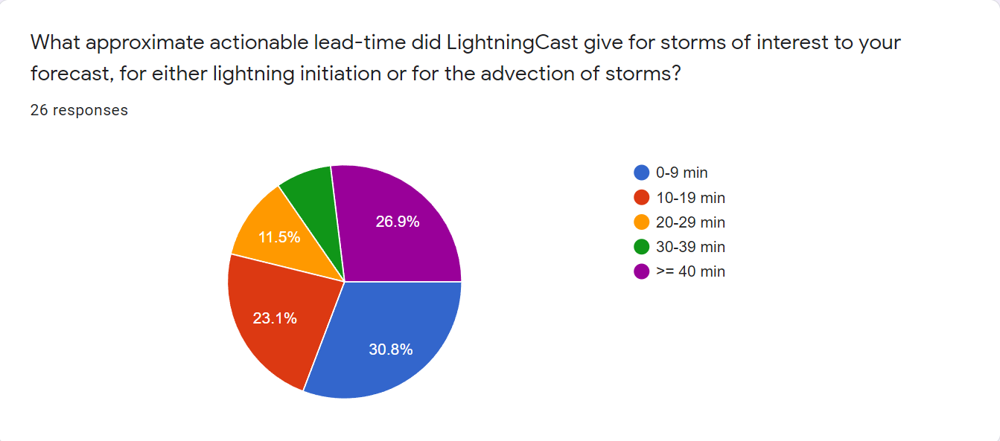 What approximate actionable lead-time did LightningCast give for storms of interest to your
forecast, for either lightning initiation or for the advection of storms?
26 responses
0-9 min
10-19 min
20-29 min
30-39 min
>= 40 min
26.9%
11.5%
23.1%
30.8%